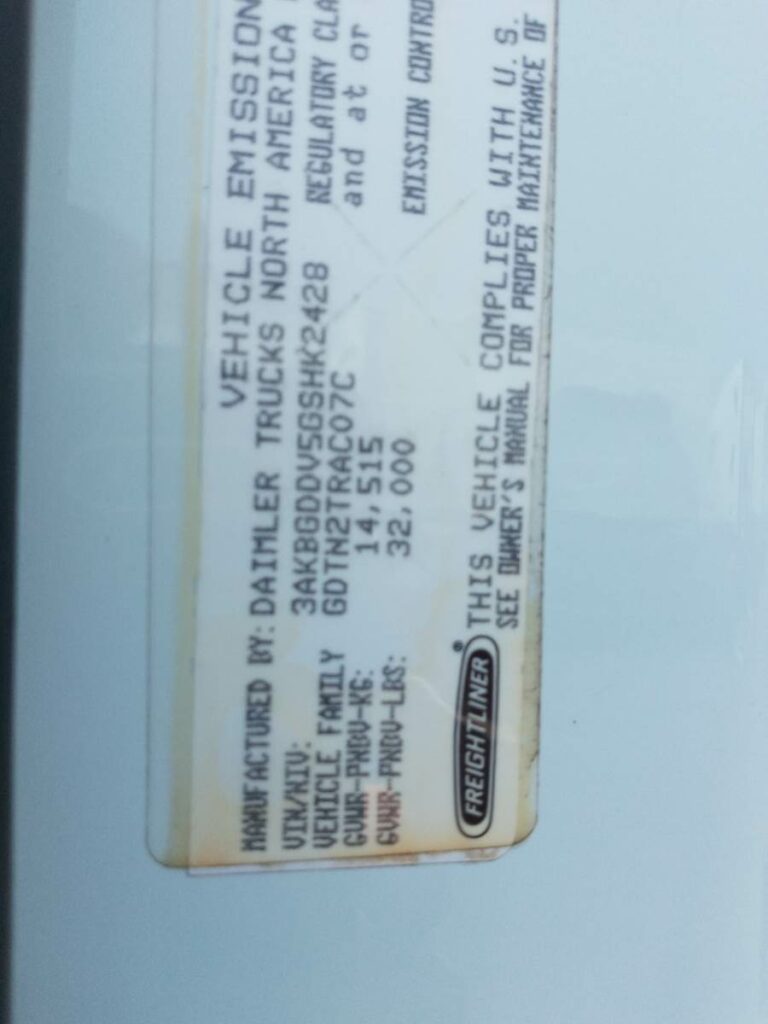 VEHICLE EMISSION
MANUFACTURED BY: DAIMLER TRUCKS NORTH AMERICA
VIN/NIV: 3AKBGDDV5GSHK2428 REGULATORY CLA
VEHICLE FAMILY GDTN2TRAC07C and at or
GVWR-PNBV-KG: 14,515
GVWR-PNBV-LBS: 32,000 EMISSION CONTRO
FREIGHTLINER® THIS VEHICLE COMPLIES WITH U.S.
SEE OWNER'S MANUAL FOR PROPER MAINTENANCE OF